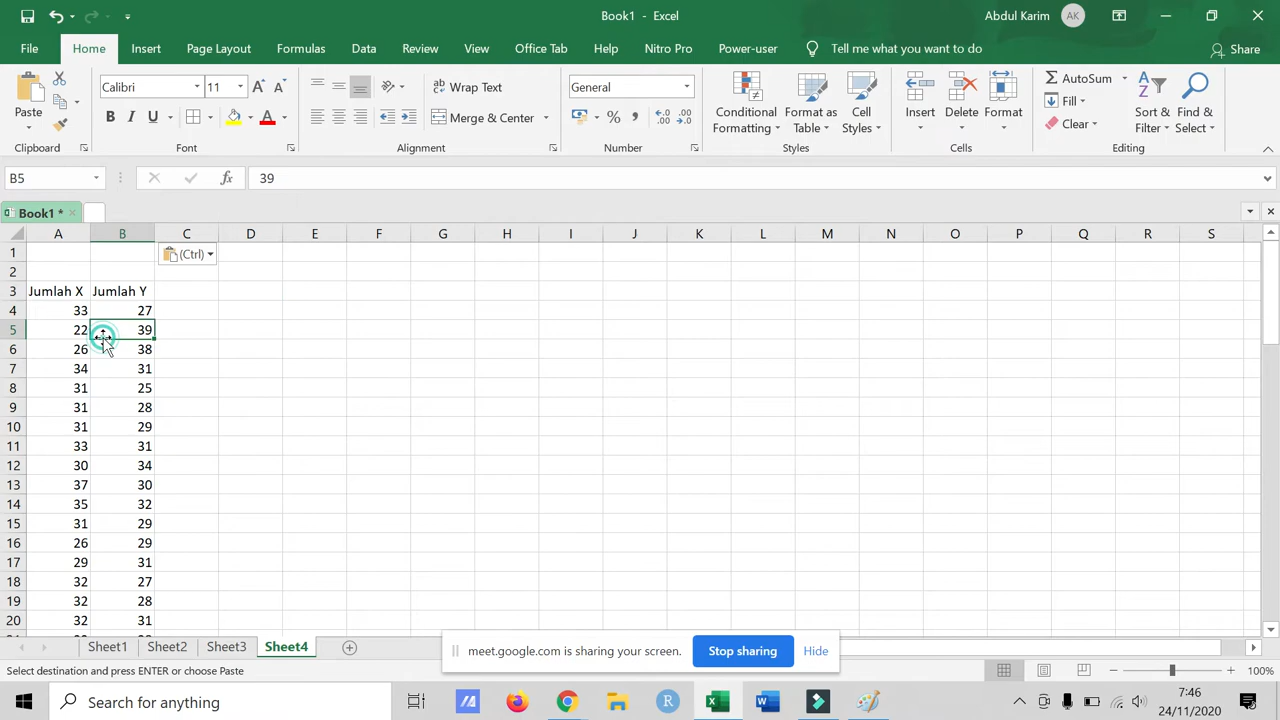 Book1 - Excel
Abdul Karim AK
File Home Insert Page Layout Formulas Data Review View Office Tab Help Nitro Pro Power-user Tell me what you want to do Share
Calibri 11 Wrap Text General AutoSum
Paste B I U A Merge & Center % Conditional Formatting Format as Table Cell Styles Insert Delete Format Fill Clear Sort & Filter Find & Select
Clipboard Font Alignment Number Styles Cells Editing
B5 fx 39
Book1 *
A B C D E F G H I J K L M N O P Q R S
1 (Ctrl)
2
3 Jumlah X Jumlah Y
4 33 27
5 22 39
6 26 38
7 34 31
8 31 25
9 31 28
10 31 29
11 33 31
12 30 34
13 37 30
14 35 32
15 31 29
16 26 29
17 29 31
18 32 27
19 32 28
20 32 31
Sheet1 Sheet2 Sheet3 Sheet4
meet.google.com is sharing your screen. Stop sharing Hide
Select destination and press ENTER or choose Paste 100%
Search for anything
7:46
24/11/2020